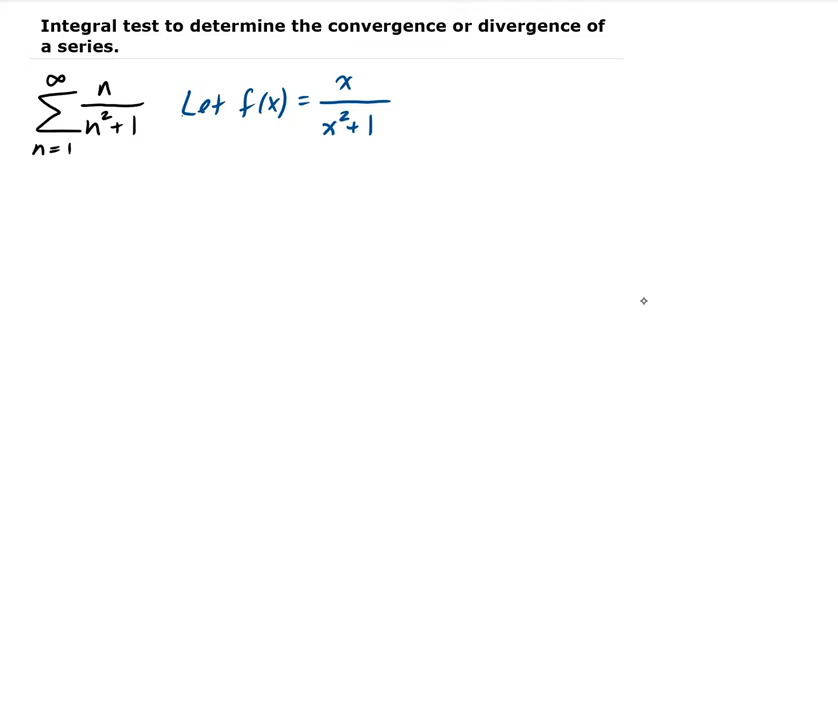 Integral test to determine the convergence or divergence of
a series.
∞
∑ n/(n²+1) Let f(x) = x/(x²+1)
n=1